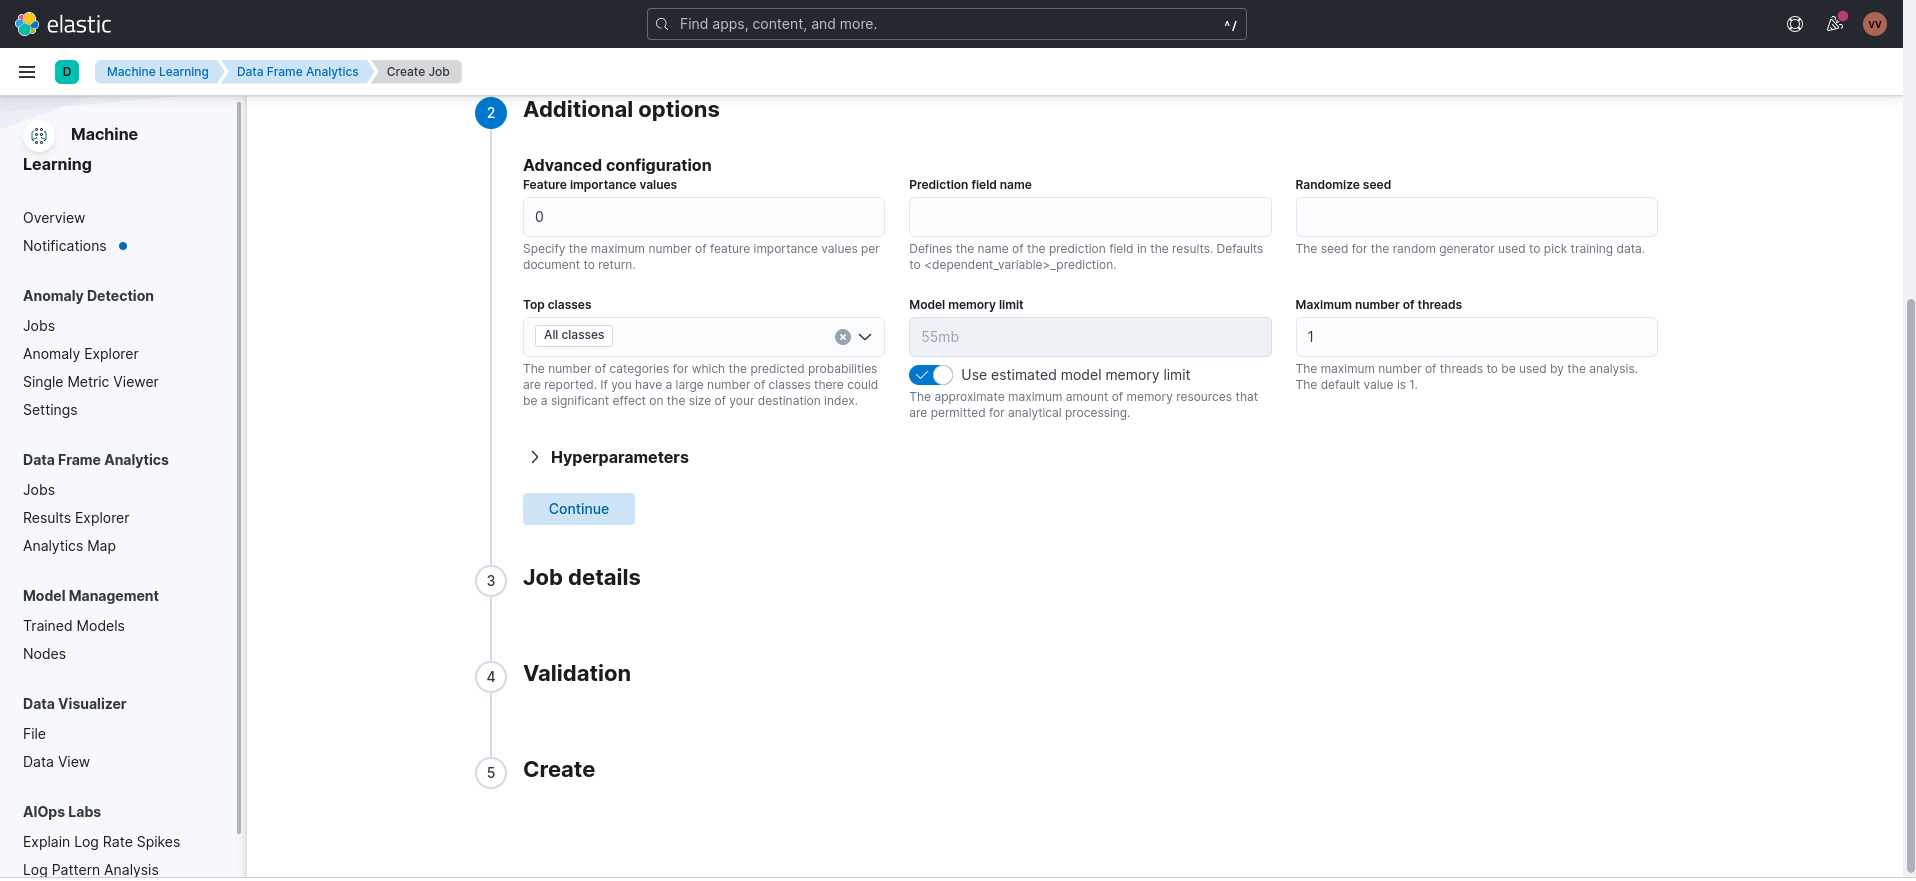 elastic
Find apps, content, and more.
^/
VV
D
Machine Learning
Data Frame Analytics
Create Job
Machine
Learning
Overview
Notifications
Anomaly Detection
Jobs
Anomaly Explorer
Single Metric Viewer
Settings
Data Frame Analytics
Jobs
Results Explorer
Analytics Map
Model Management
Trained Models
Nodes
Data Visualizer
File
Data View
AIOps Labs
Explain Log Rate Spikes
Log Pattern Analysis
2 Additional options
Advanced configuration
Feature importance values
0
Specify the maximum number of feature importance values per
document to return.
Prediction field name
Defines the name of the prediction field in the results. Defaults
to <dependent_variable>_prediction.
Randomize seed
The seed for the random generator used to pick training data.
Top classes
All classes
The number of categories for which the predicted probabilities
are reported. If you have a large number of classes there could
be a significant effect on the size of your destination index.
Model memory limit
55mb
Use estimated model memory limit
The approximate maximum amount of memory resources that
are permitted for analytical processing.
Maximum number of threads
1
The maximum number of threads to be used by the analysis.
The default value is 1.
Hyperparameters
Continue
3 Job details
4 Validation
5 Create